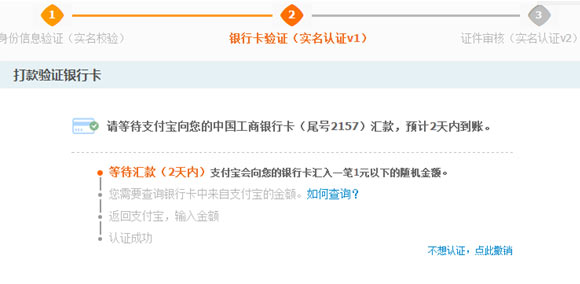 1
2
3
身份信息验证（实名校验）
银行卡验证（实名认证v1）
证件审核（实名认证v2）
打款验证银行卡
请等待支付宝向您的中国工商银行卡（尾号2157）汇款，预计2天内到账。
等待汇款（2天内）支付宝会向您的银行卡汇入一笔1元以下的随机金额。
您需要查询银行卡中来自支付宝的金额。如何查询？
返回支付宝，输入金额
认证成功
不想认证，点此撤销